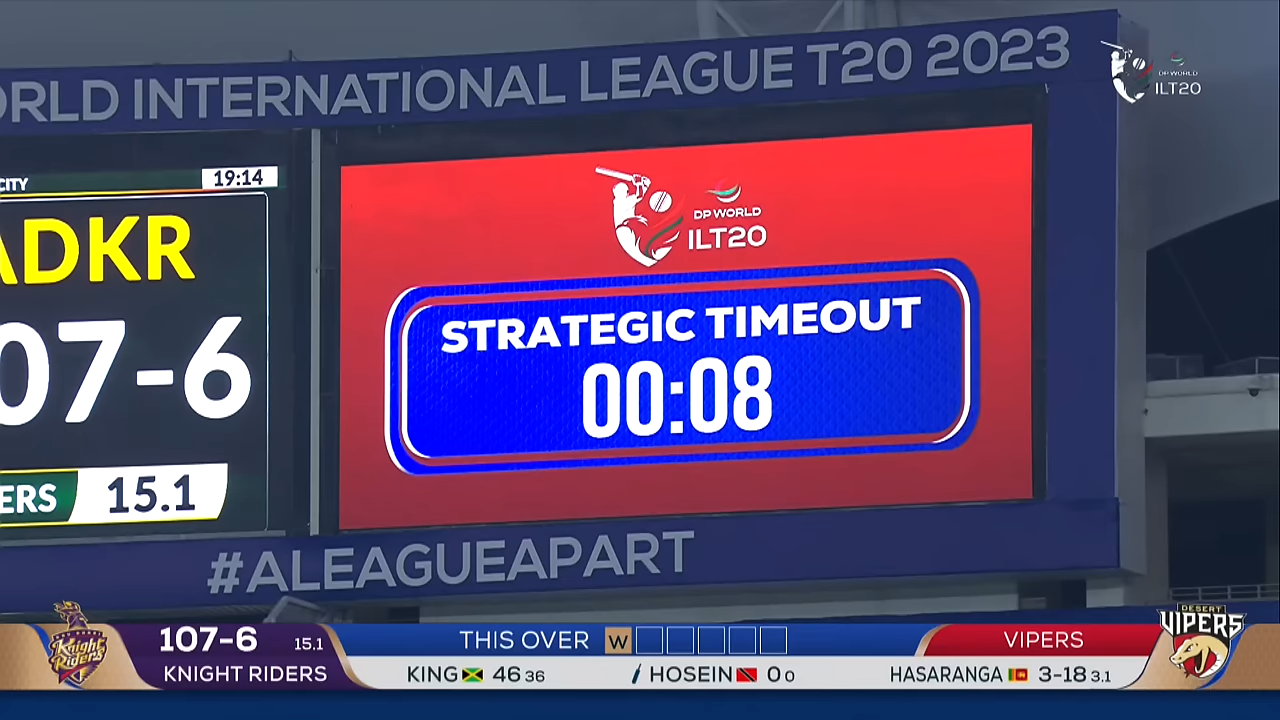 ORLD INTERNATIONAL LEAGUE T20 2023
DP WORLD
ILT20
CITY
19:14
ADKR
07-6
ERS
15.1
DP WORLD
ILT20
STRATEGIC TIMEOUT
00:08
#ALEAGUEAPART
Knight Riders
107-6 15.1
KNIGHT RIDERS
THIS OVER W
KING 46 36
HOSEIN 0 0
VIPERS
HASARANGA 3-18 3.1
DESERT
VIPERS